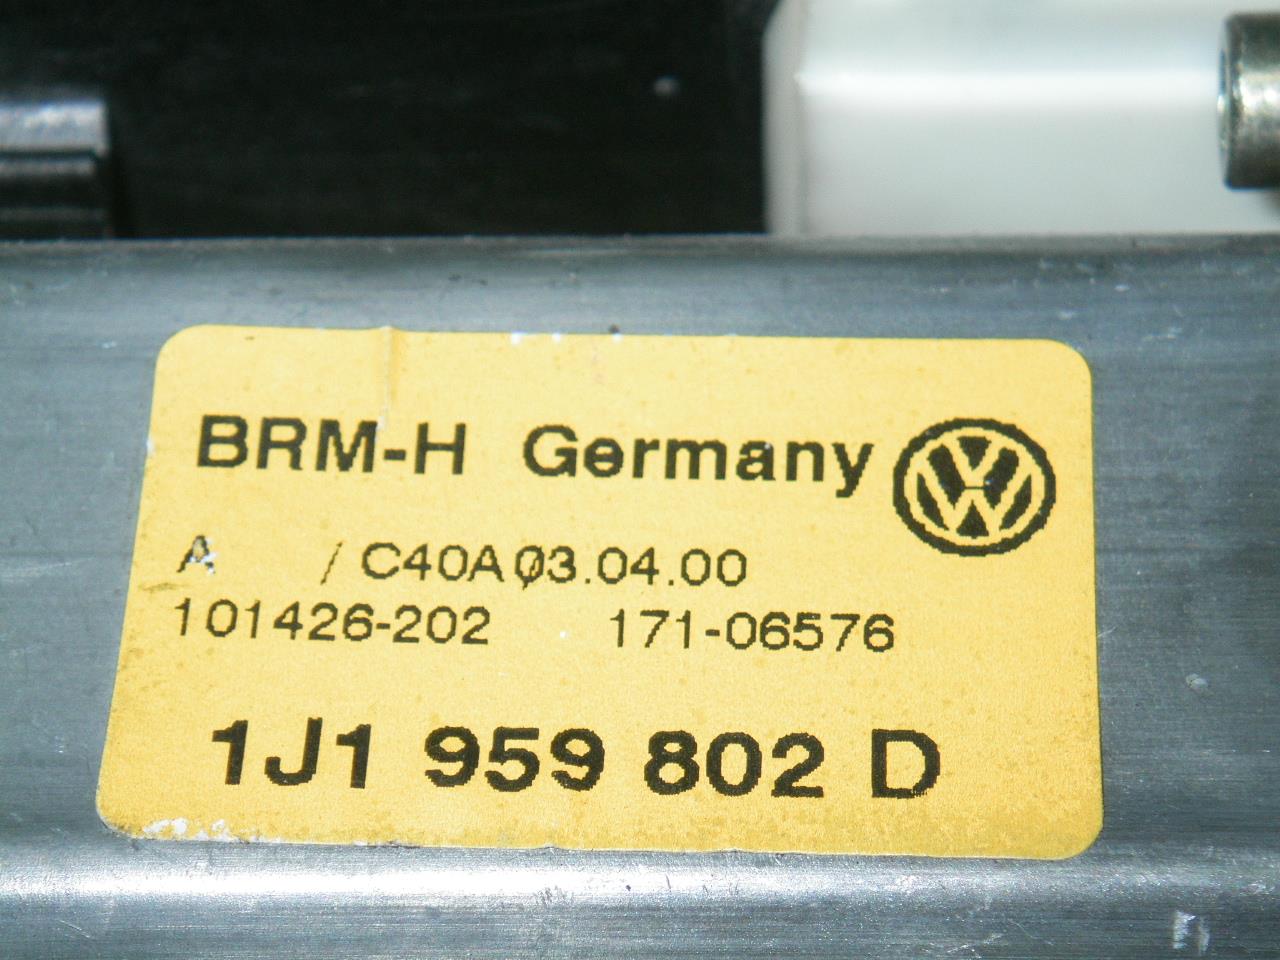 BRM-H Germany
A / C40A 03.04.00
101426-202 171-06576
1J1 959 802 D